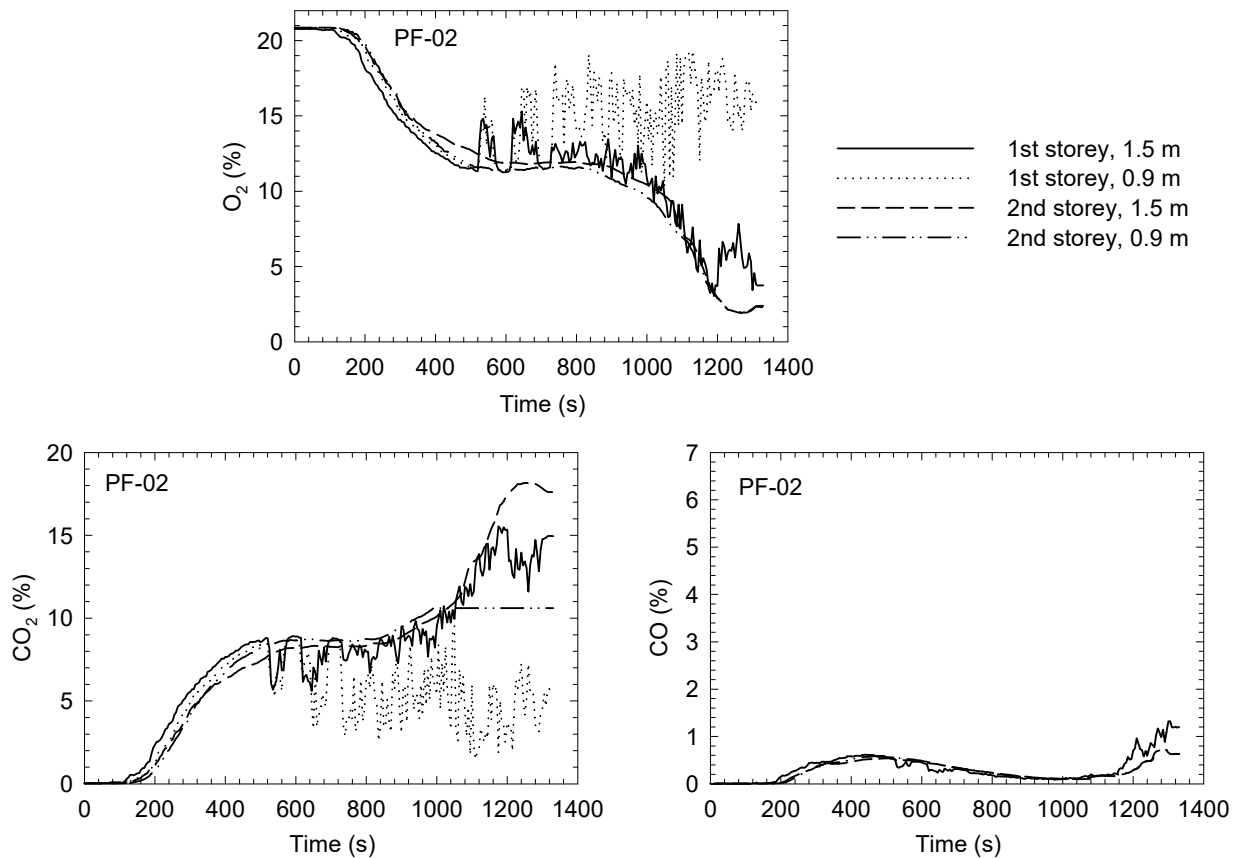 PF-02
20
15
10
5
0
O2 (%)
0 200 400 600 800 1000 1200 1400
Time (s)
1st storey, 1.5 m
1st storey, 0.9 m
2nd storey, 1.5 m
2nd storey, 0.9 m
PF-02
20
15
10
5
0
CO2 (%)
0 200 400 600 800 1000 1200 1400
Time (s)
PF-02
7
6
5
4
3
2
1
0
CO (%)
0 200 400 600 800 1000 1200 1400
Time (s)